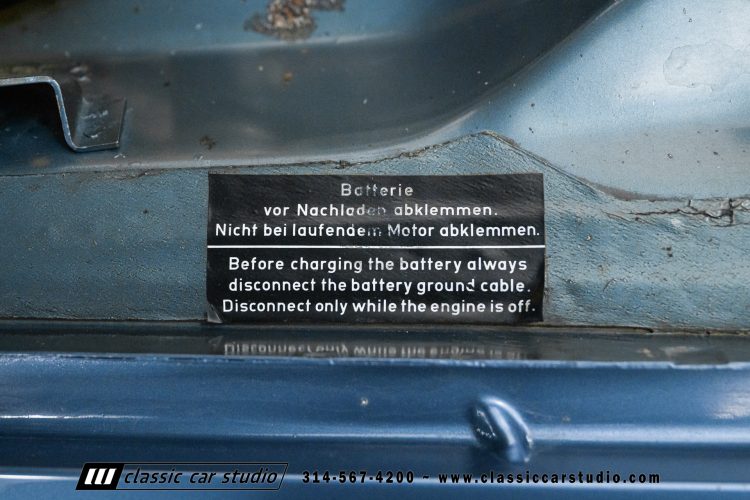 Batterie
vor Nachladen abklemmen.
Nicht bei laufendem Motor abklemmen.
Before charging the battery always
disconnect the battery ground cable.
Disconnect only while the engine is off.
classic car studio 314-567-4200 ~ www.classiccarstudio.com